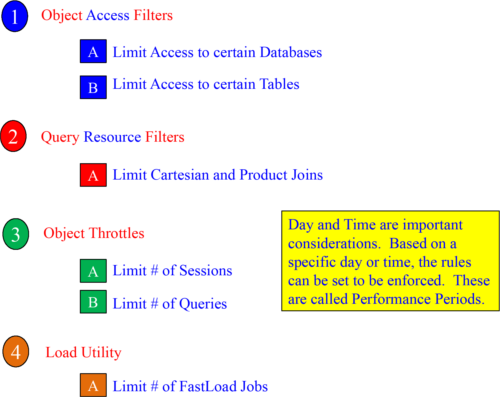 1 Object Access Filters
A Limit Access to certain Databases
B Limit Access to certain Tables
2 Query Resource Filters
A Limit Cartesian and Product Joins
3 Object Throttles
A Limit # of Sessions
B Limit # of Queries
Day and Time are important
considerations. Based on a
specific day or time, the rules
can be set to be enforced. These
are called Performance Periods.
4 Load Utility
A Limit # of FastLoad Jobs